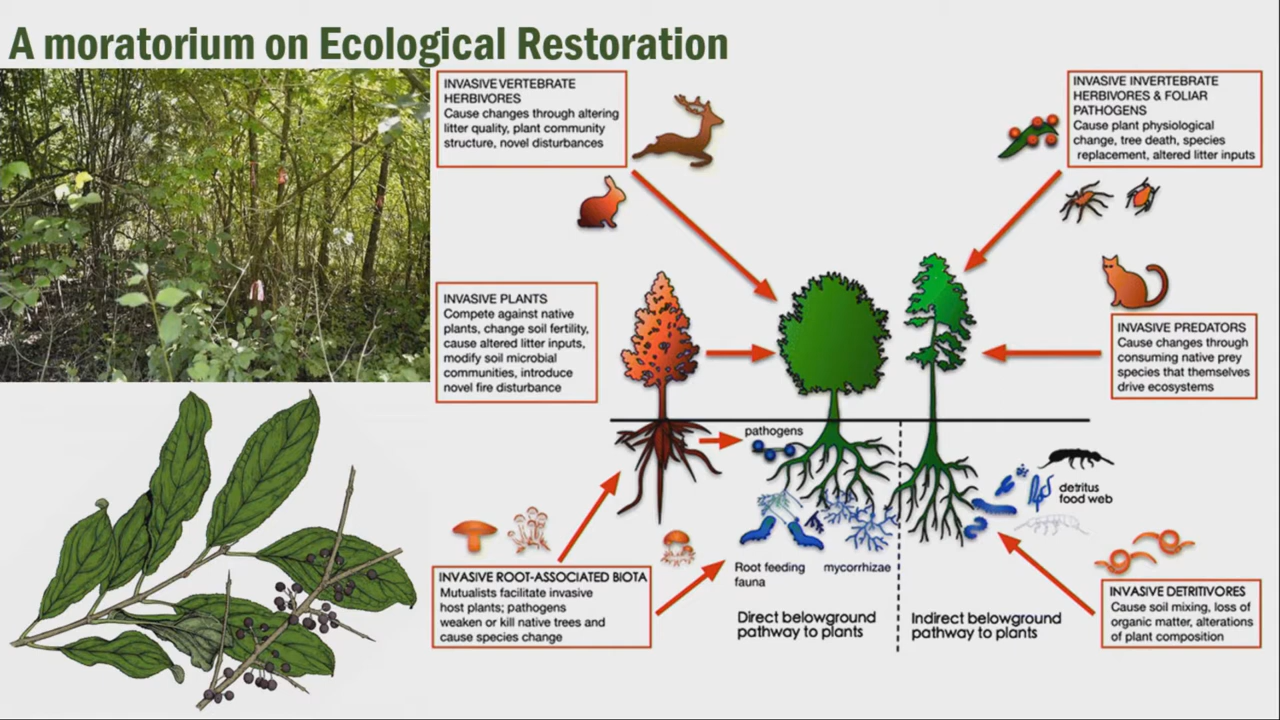 A moratorium on Ecological Restoration
INVASIVE VERTEBRATE
HERBIVORES
Cause changes through altering
litter quality, plant community
structure, novel disturbances
INVASIVE INVERTEBRATE
HERBIVORES & FOLIAR
PATHOGENS
Cause plant physiological
change, tree death, species
replacement, altered litter inputs
INVASIVE PLANTS
Compete against native
plants, change soil fertility,
cause altered litter inputs,
modify soil microbial
communities, introduce
novel fire disturbance
INVASIVE PREDATORS
Cause changes through
consuming native prey
species that themselves
drive ecosystems
pathogens
detritus
food web
Root feeding
fauna
mycorrhizae
INVASIVE ROOT-ASSOCIATED BIOTA
Mutualists facilitate invasive
host plants; pathogens
weaken or kill native trees and
cause species change
Direct belowground
pathway to plants
Indirect belowground
pathway to plants
INVASIVE DETRITIVORES
Cause soil mixing, loss of
organic matter, alterations
of plant composition